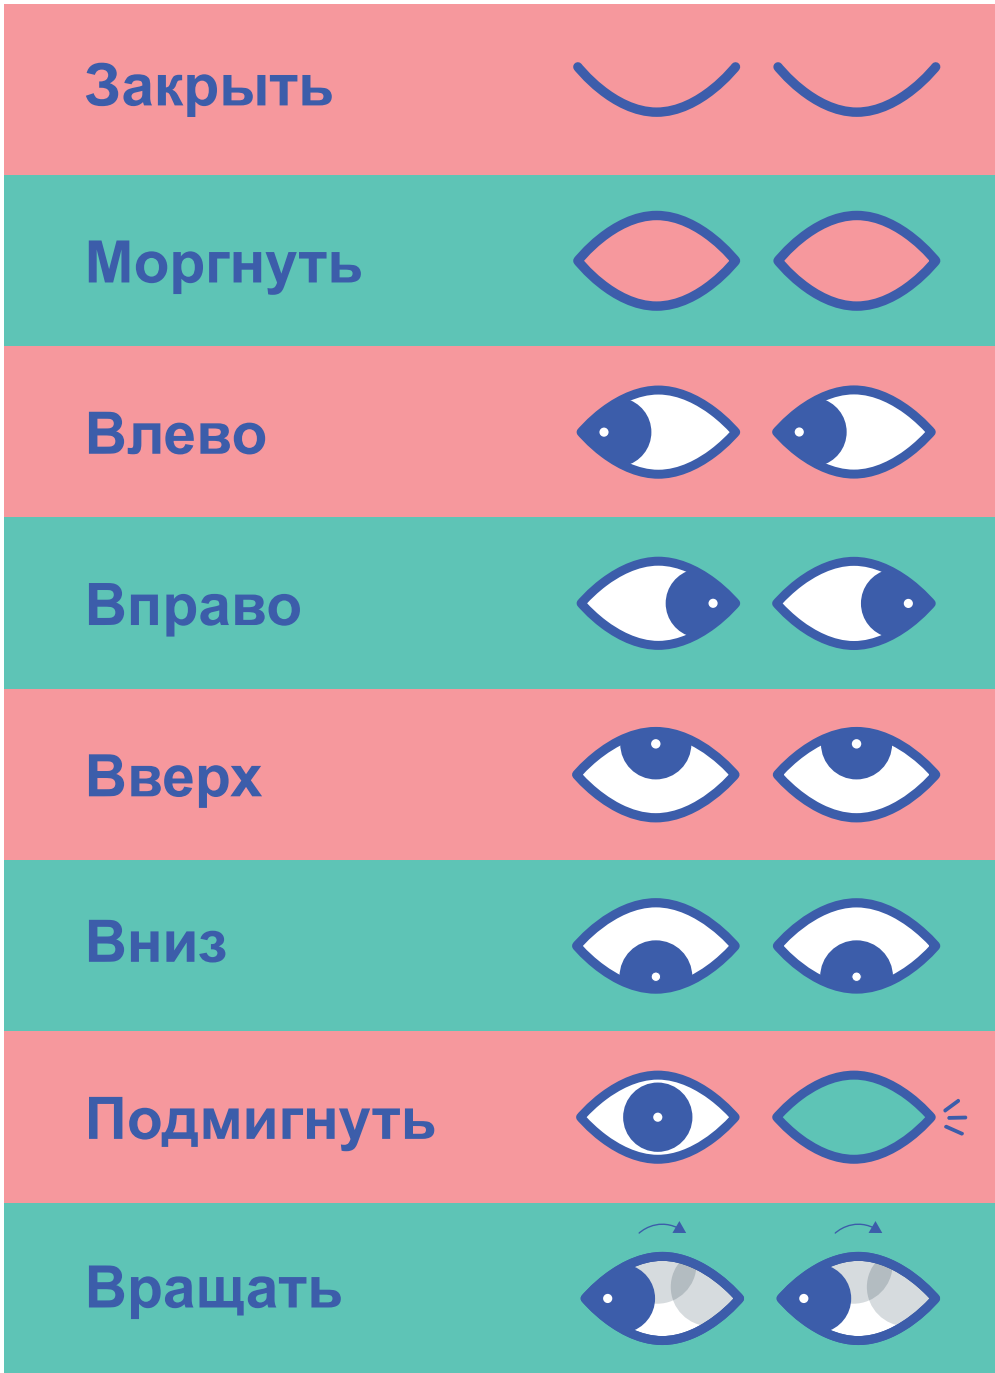 Закрыть
Моргнуть
Влево
Вправо
Вверх
Вниз
Подмигнуть
Вращать